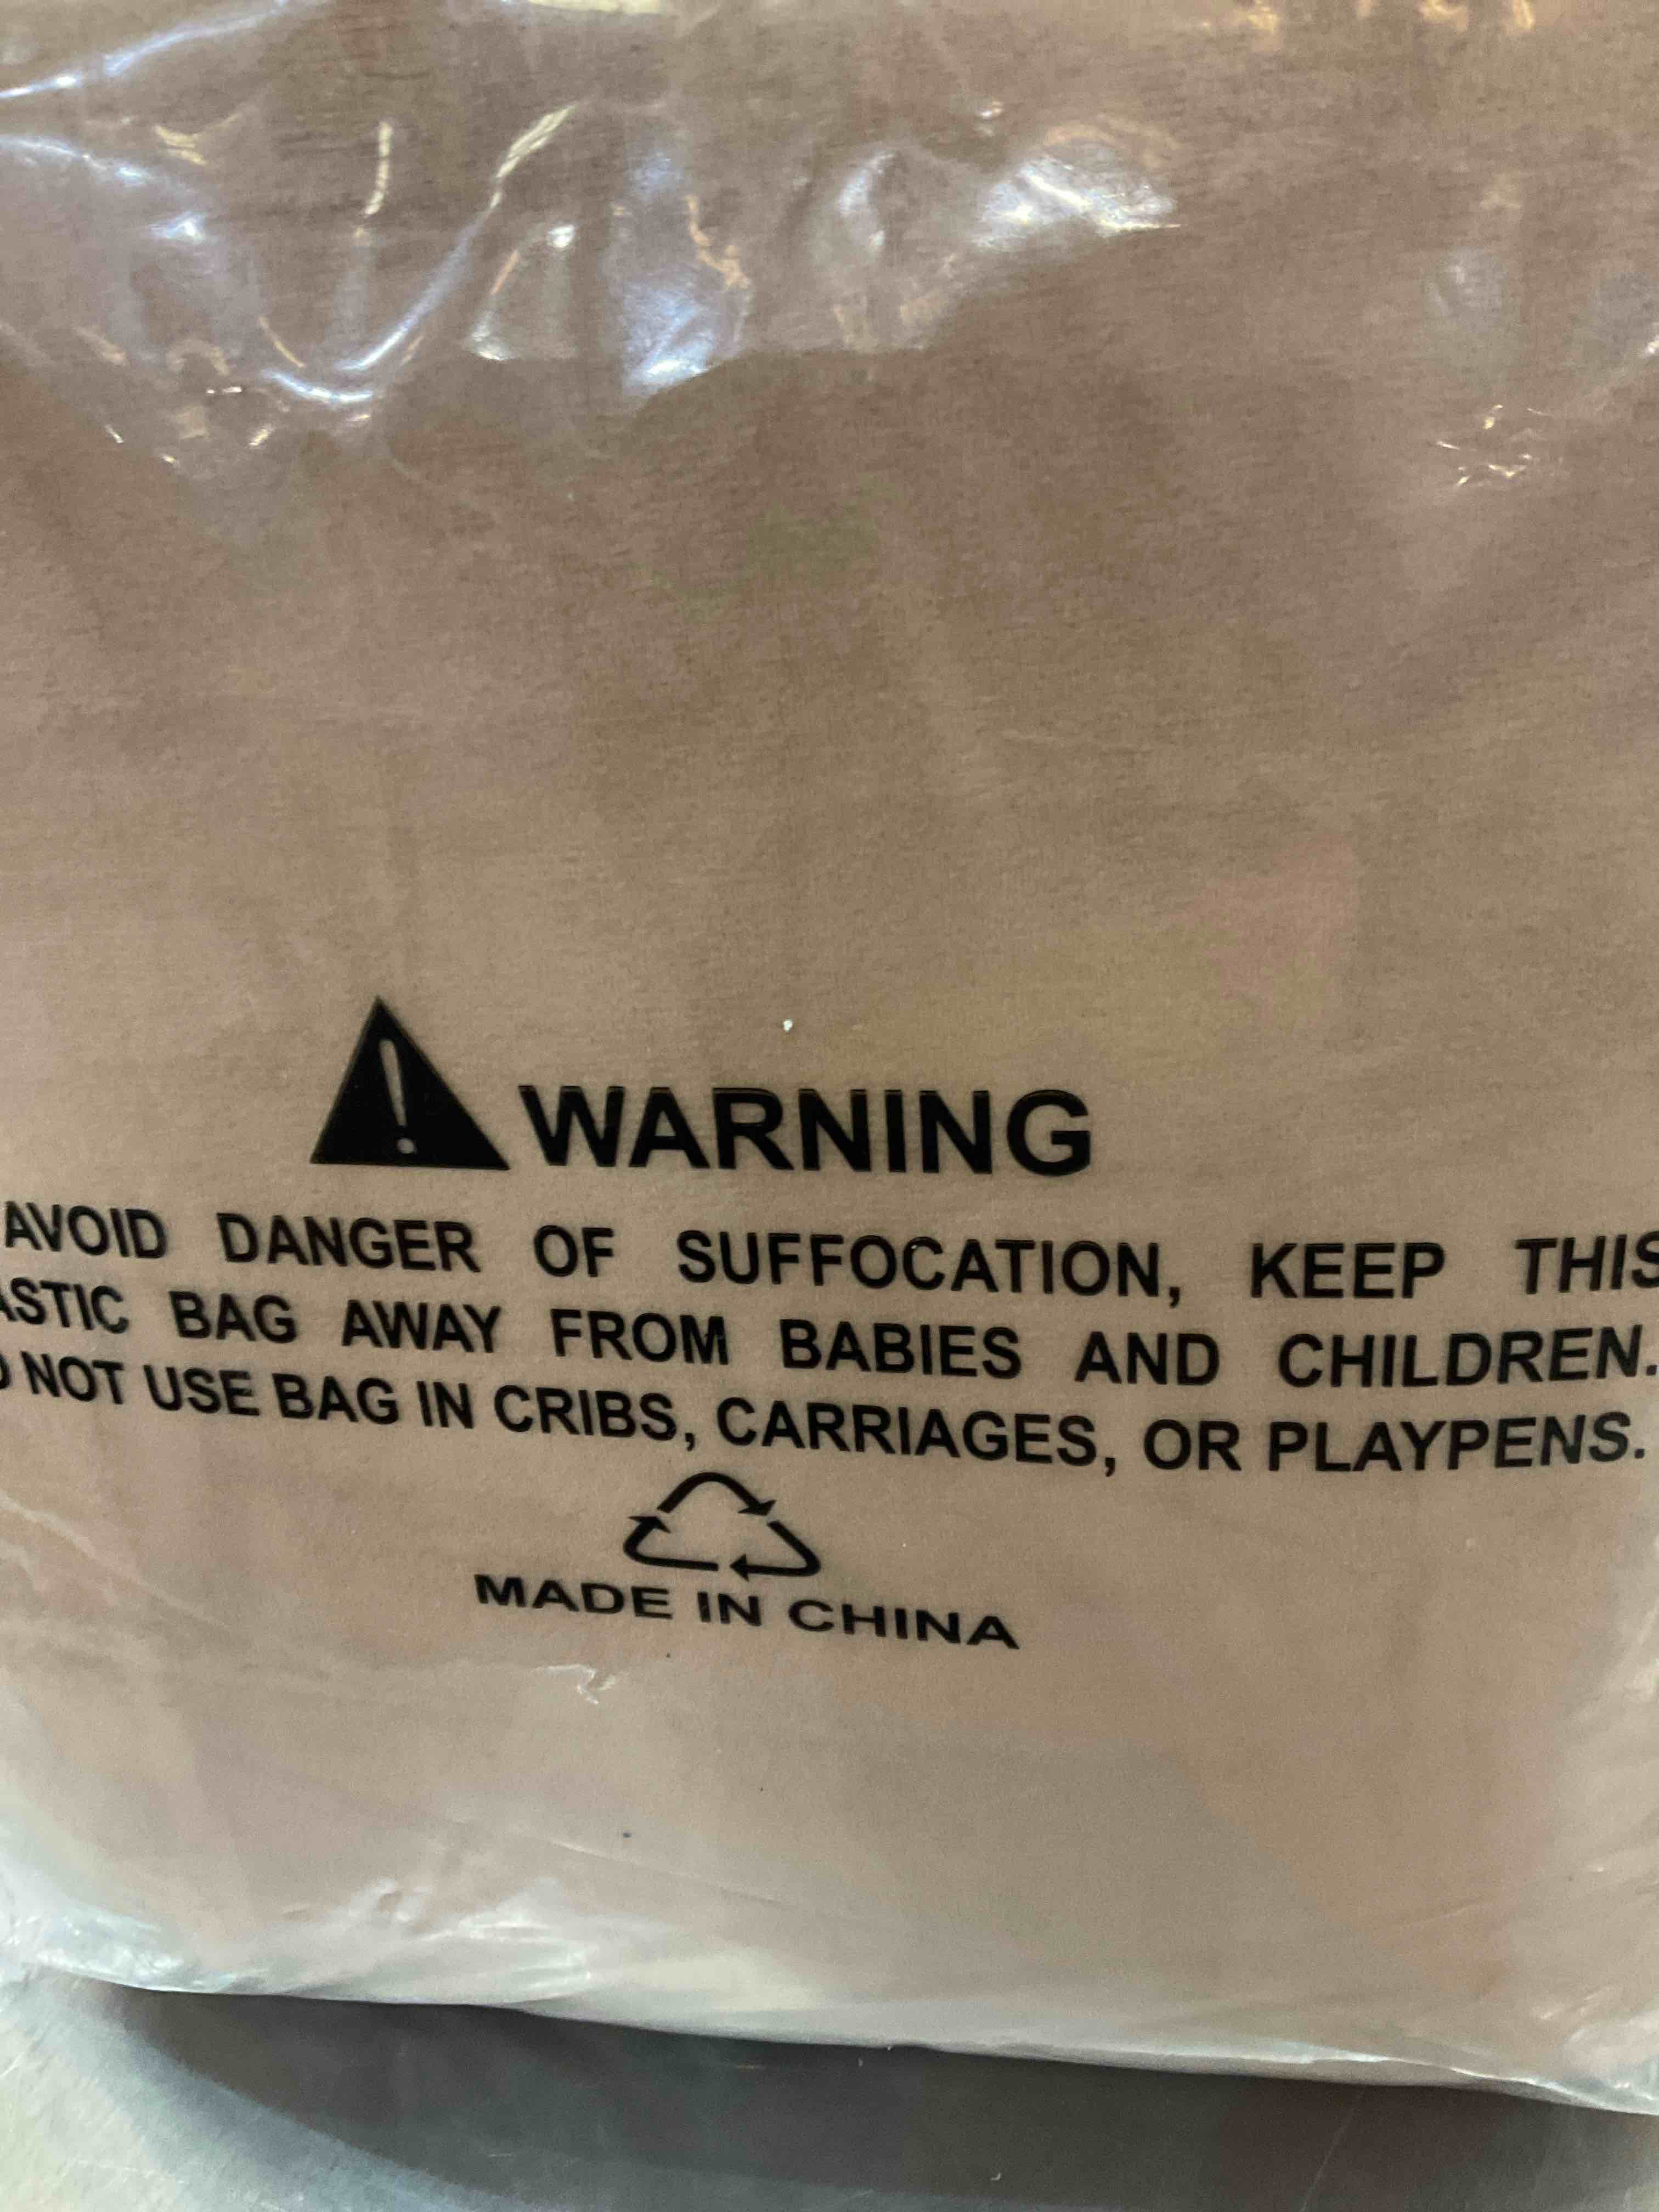 WARNING
AVOID DANGER OF SUFFOCATION, KEEP THIS
ASTIC BAG AWAY FROM BABIES AND CHILDREN.
NOT USE BAG IN CRIBS, CARRIAGES, OR PLAYPENS.
MADE IN CHINA